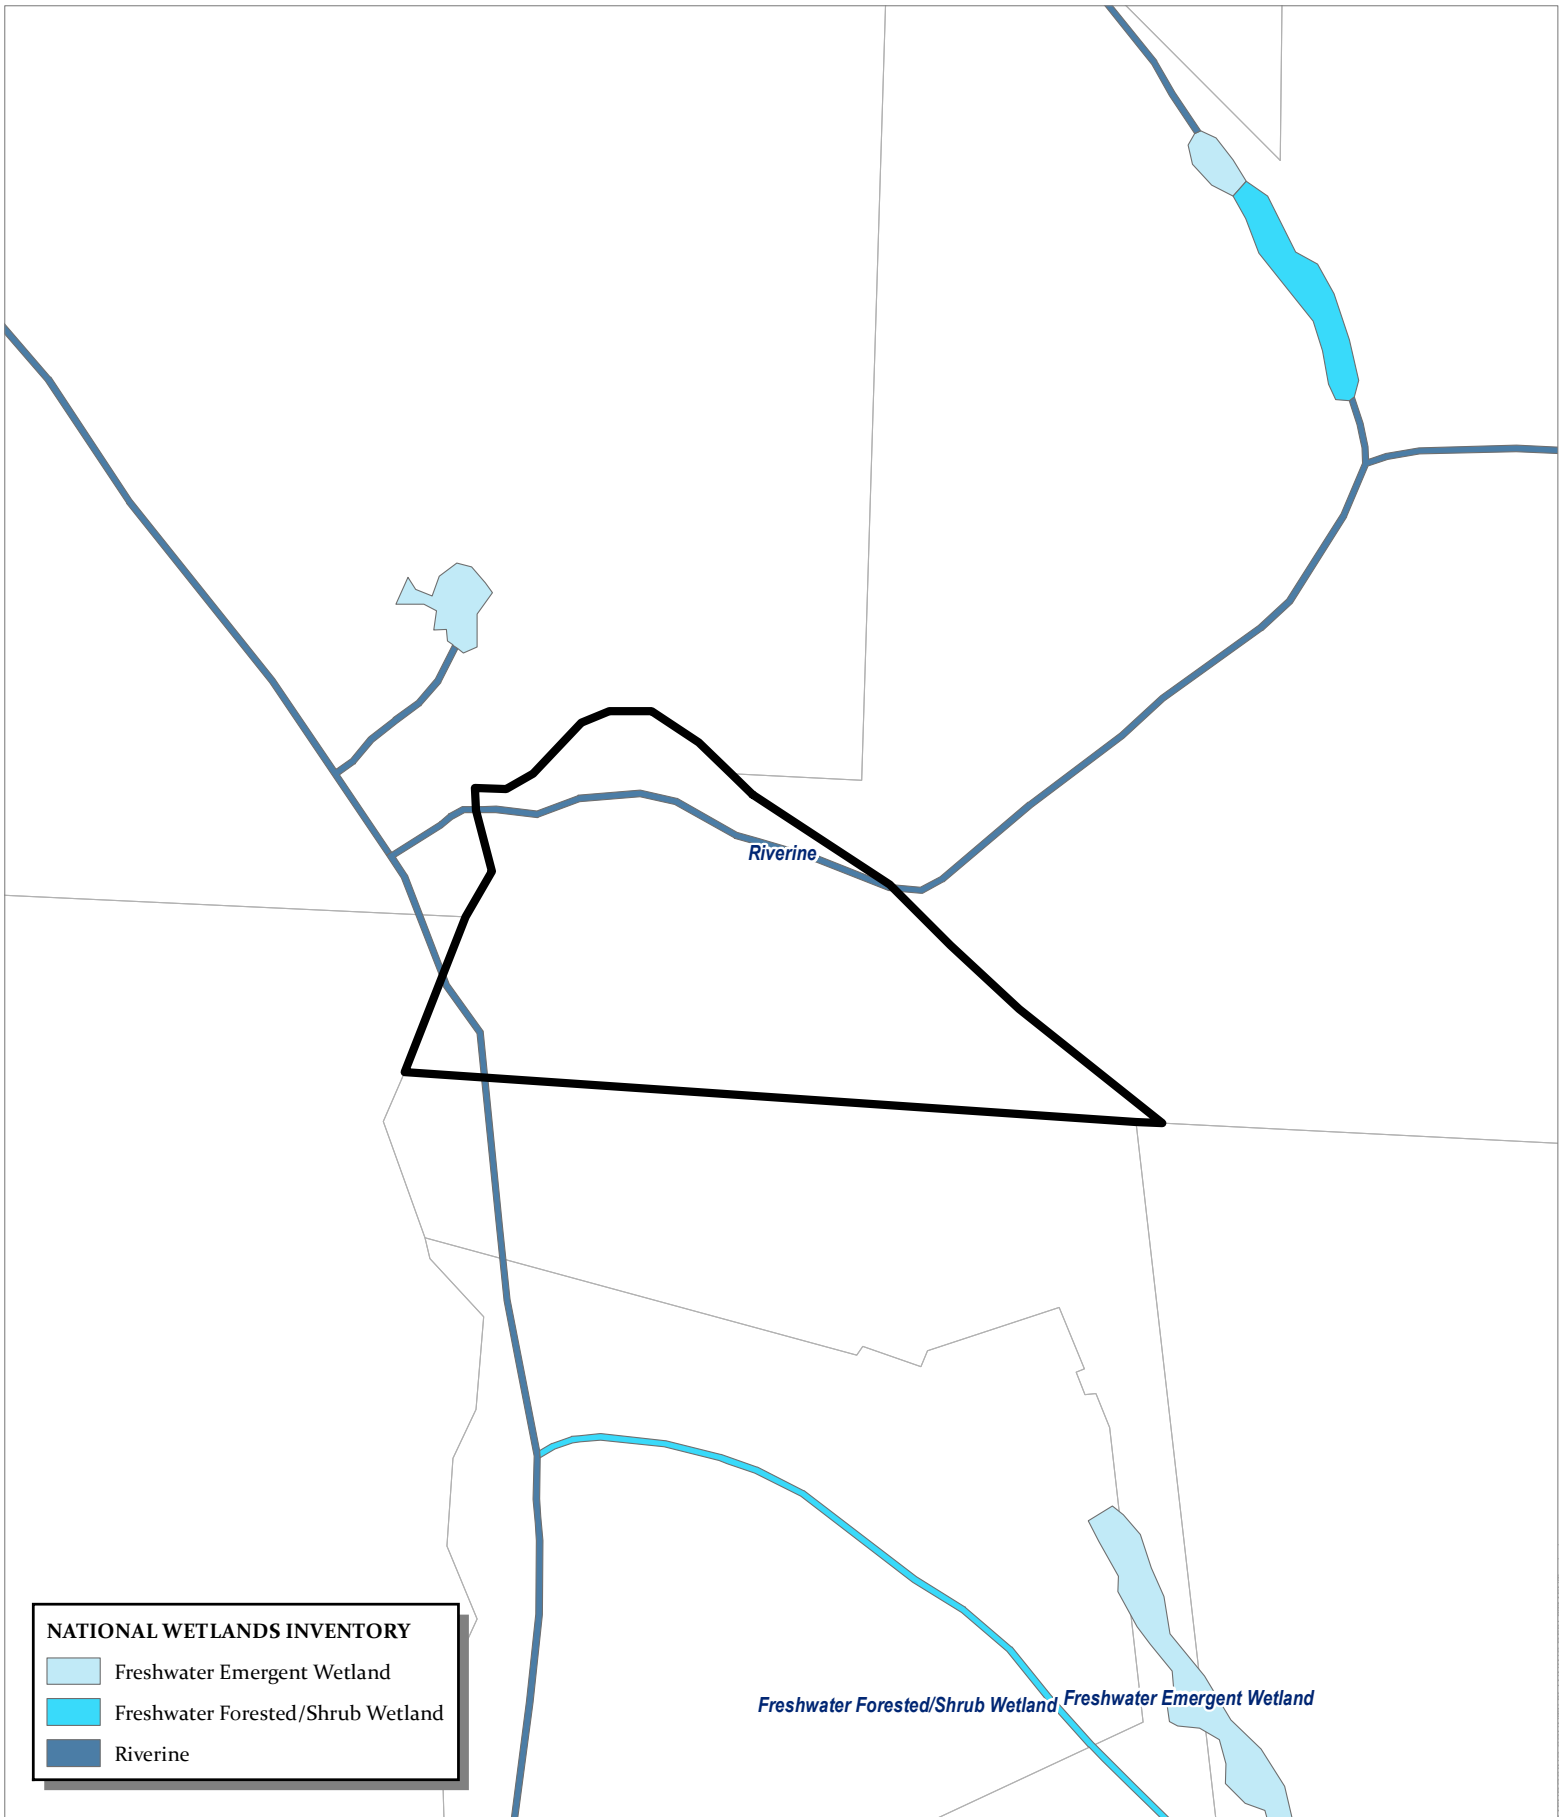 Riverine
NATIONAL WETLANDS INVENTORY
Freshwater Emergent Wetland
Freshwater Forested/Shrub Wetland
Riverine
Freshwater Forested/Shrub Wetland
Freshwater Emergent Wetland